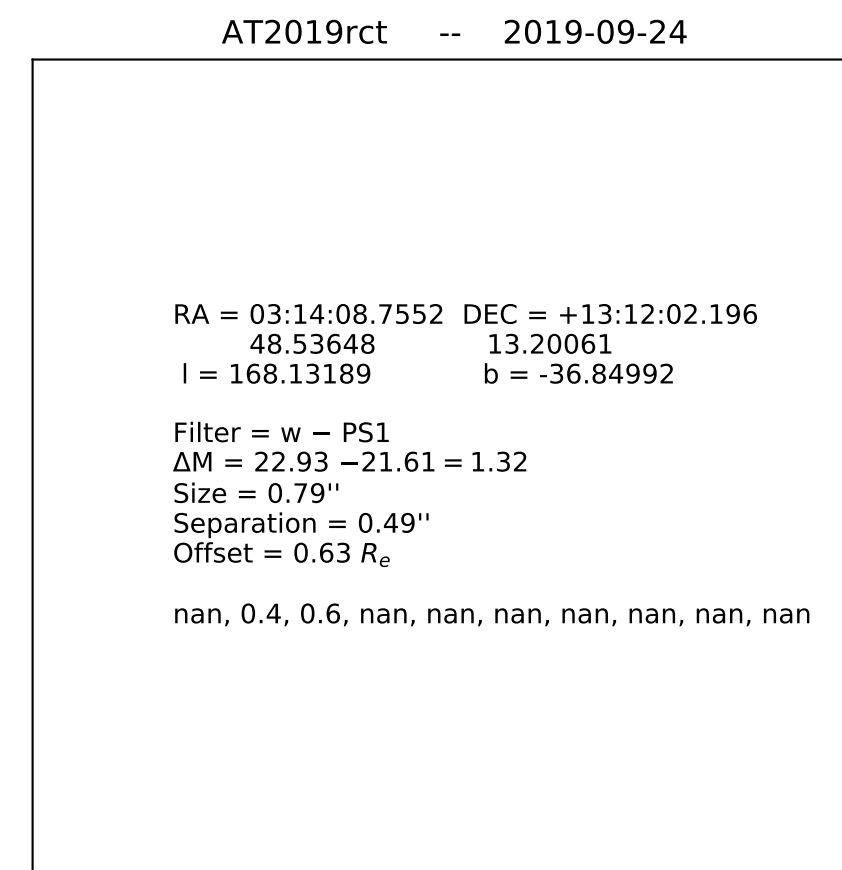 AT2019rct -- 2019-09-24
RA = 03:14:08.7552 DEC = +13:12:02.196
48.53648 13.20061
l = 168.13189 b = -36.84992
Filter = w − PS1
ΔM = 22.93 −21.61 = 1.32
Size = 0.79''
Separation = 0.49''
Offset = 0.63 Rₑ
nan, 0.4, 0.6, nan, nan, nan, nan, nan, nan, nan